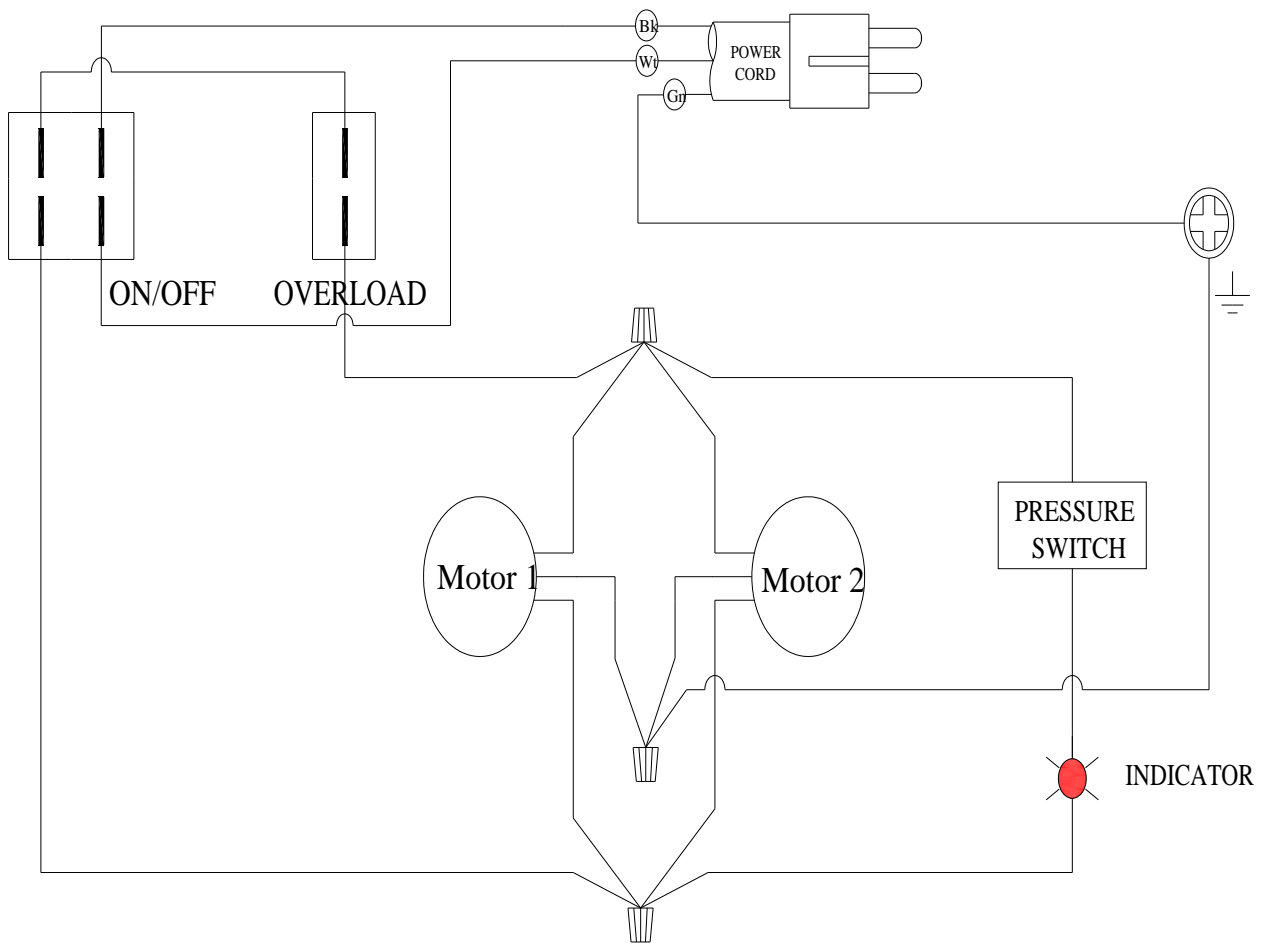 Bk
POWER
CORD
Wt
Gn
ON/OFF
OVERLOAD
PRESSURE
SWITCH
Motor 1
Motor 2
INDICATOR